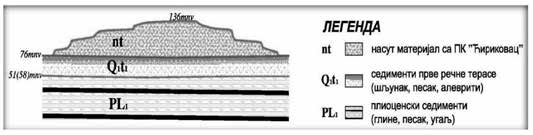 136mnv
nt
76mnv
Q₁t₁
51(58)mnv
PL₁
ЛЕГЕНДА
nt насут материјал са ПК "Ћириковац"
Q₁t₁ седименти прве речне терасе
(шљунак, песак, алеврити)
PL₁ плиоценски седименти
(глине, песак, угаљ)